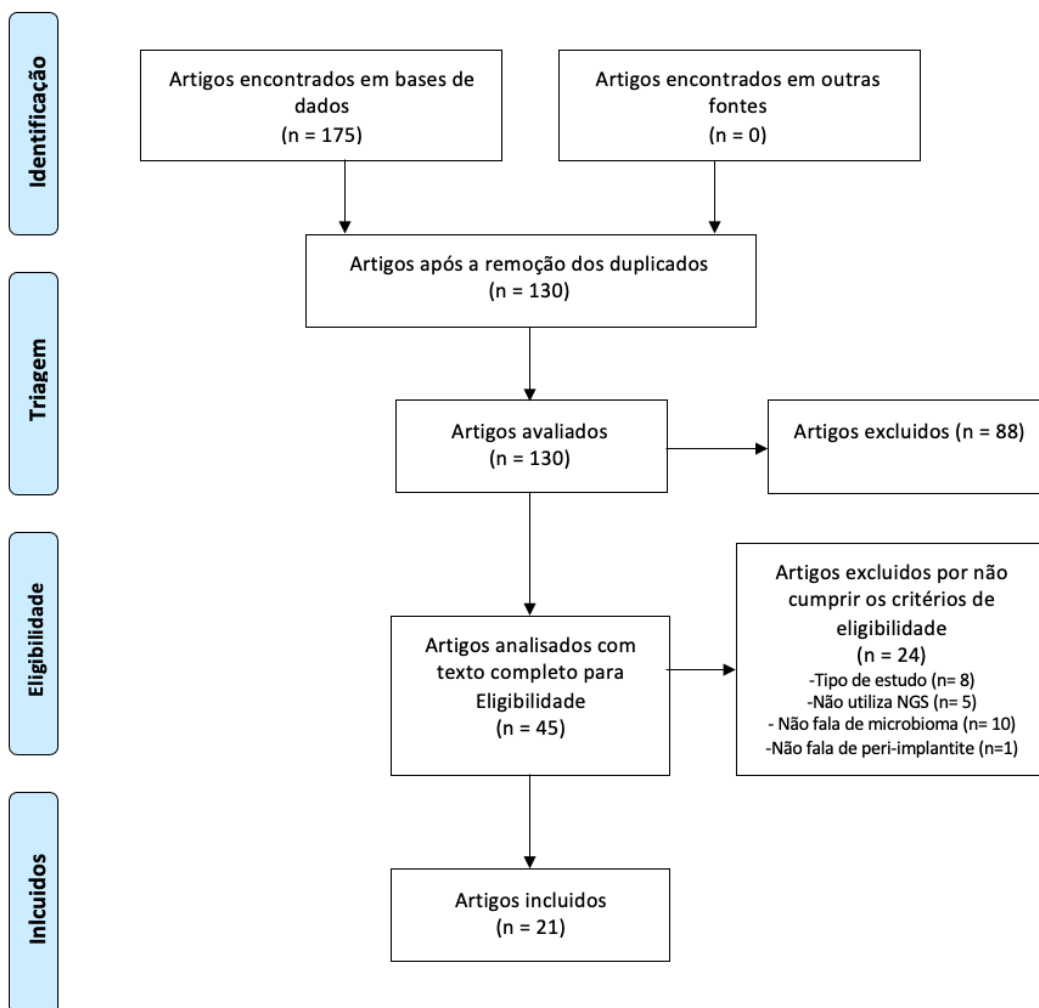 Identificação
Artigos encontrados em bases de
dados
(n = 175)
Artigos encontrados em outras
fontes
(n = 0)
Artigos após a remoção dos duplicados
(n = 130)
Triagem
Artigos avaliados
(n = 130)
Artigos excluidos (n = 88)
Eligibilidade
Artigos analisados com
texto completo para
Eligibilidade
(n = 45)
Artigos excluidos por não
cumprir os critérios de
eligibilidade
(n = 24)
-Tipo de estudo (n= 8)
-Não utiliza NGS (n= 5)
- Não fala de microbioma (n= 10)
-Não fala de peri-implantite (n=1)
Inlcuidos
Artigos incluidos
(n = 21)